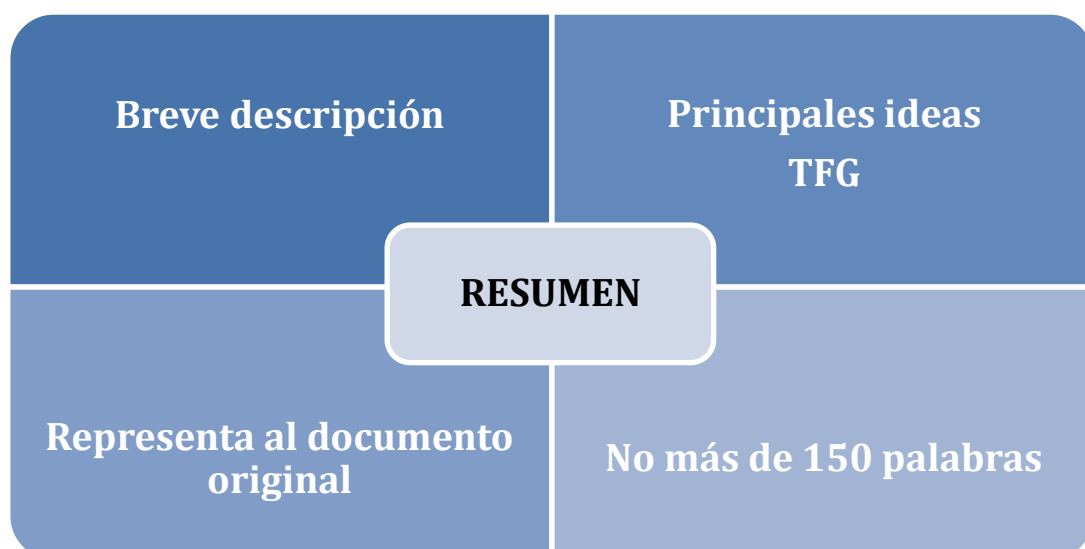 Breve descripción
Principales ideas
TFG
RESUMEN
Representa al documento
original
No más de 150 palabras